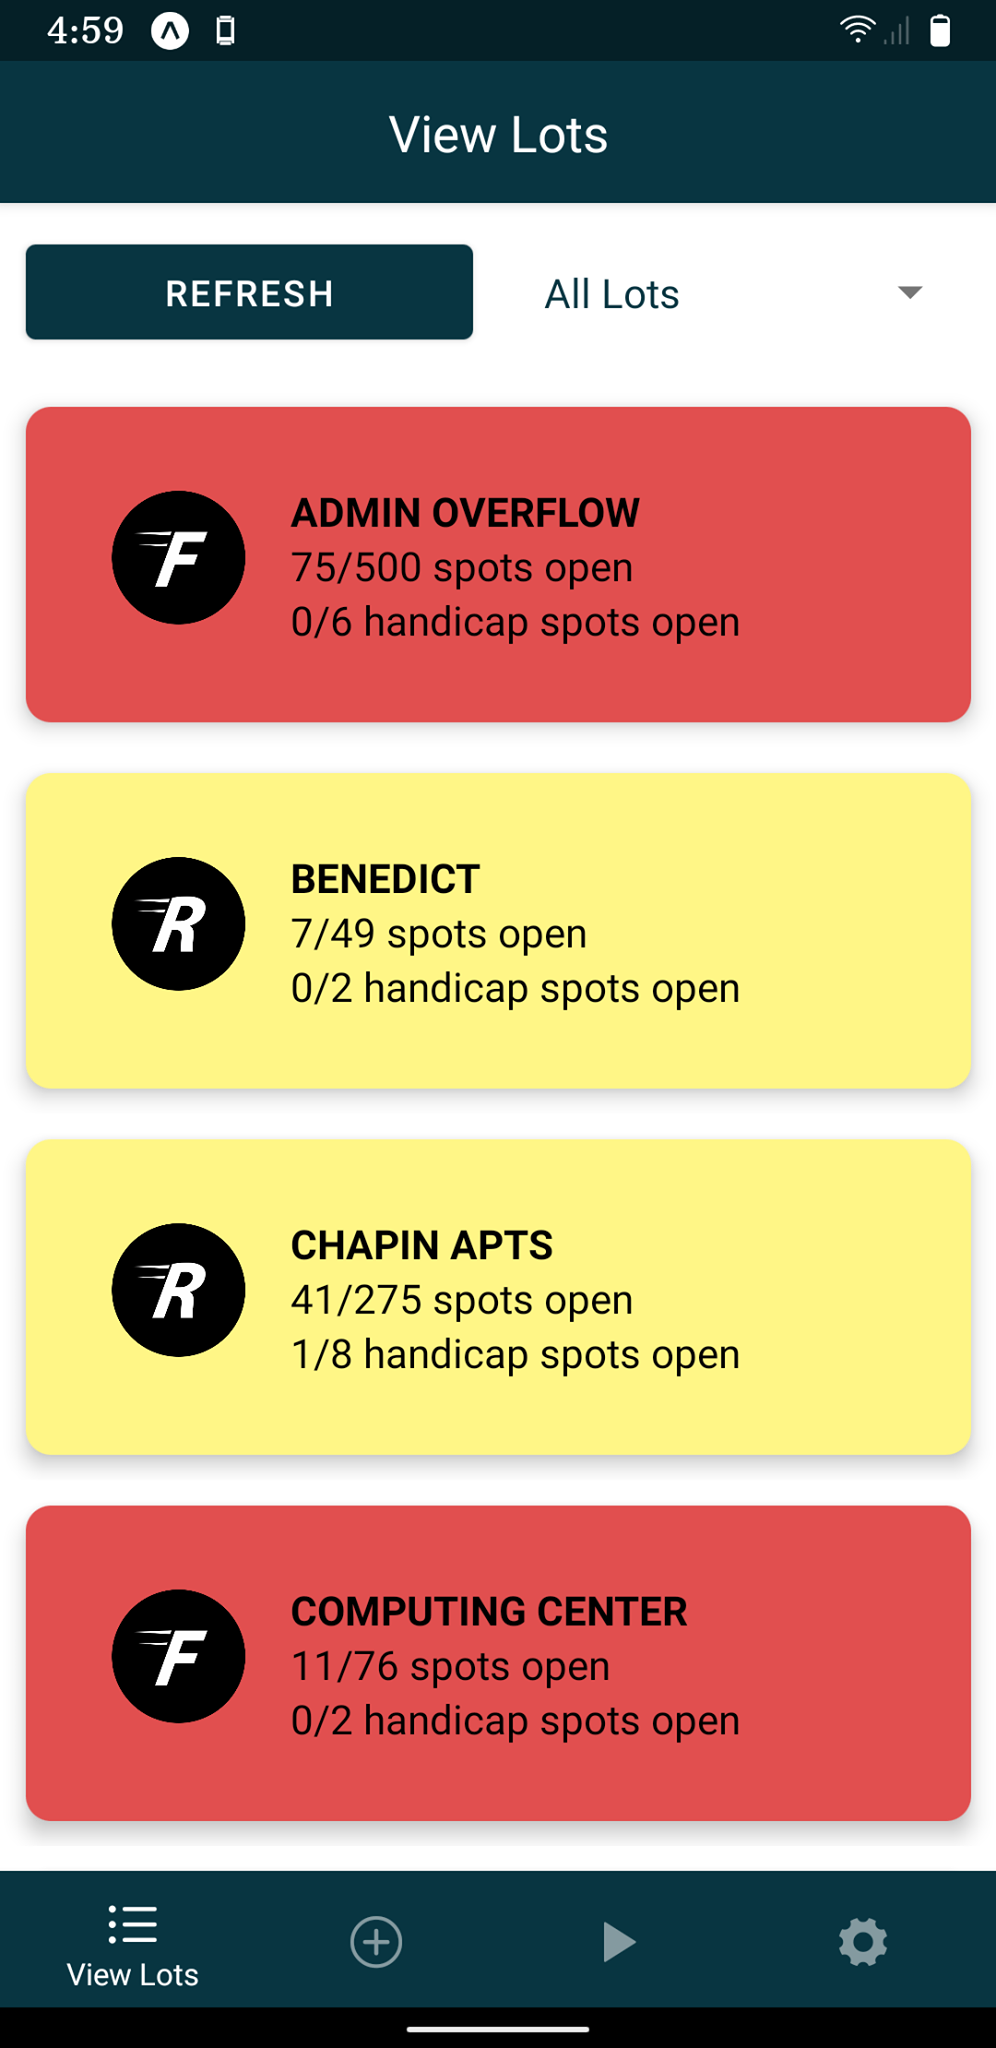 4:59
View Lots
REFRESH
All Lots
F
ADMIN OVERFLOW
75/500 spots open
0/6 handicap spots open
R
BENEDICT
7/49 spots open
0/2 handicap spots open
R
CHAPIN APTS
41/275 spots open
1/8 handicap spots open
F
COMPUTING CENTER
11/76 spots open
0/2 handicap spots open
View Lots